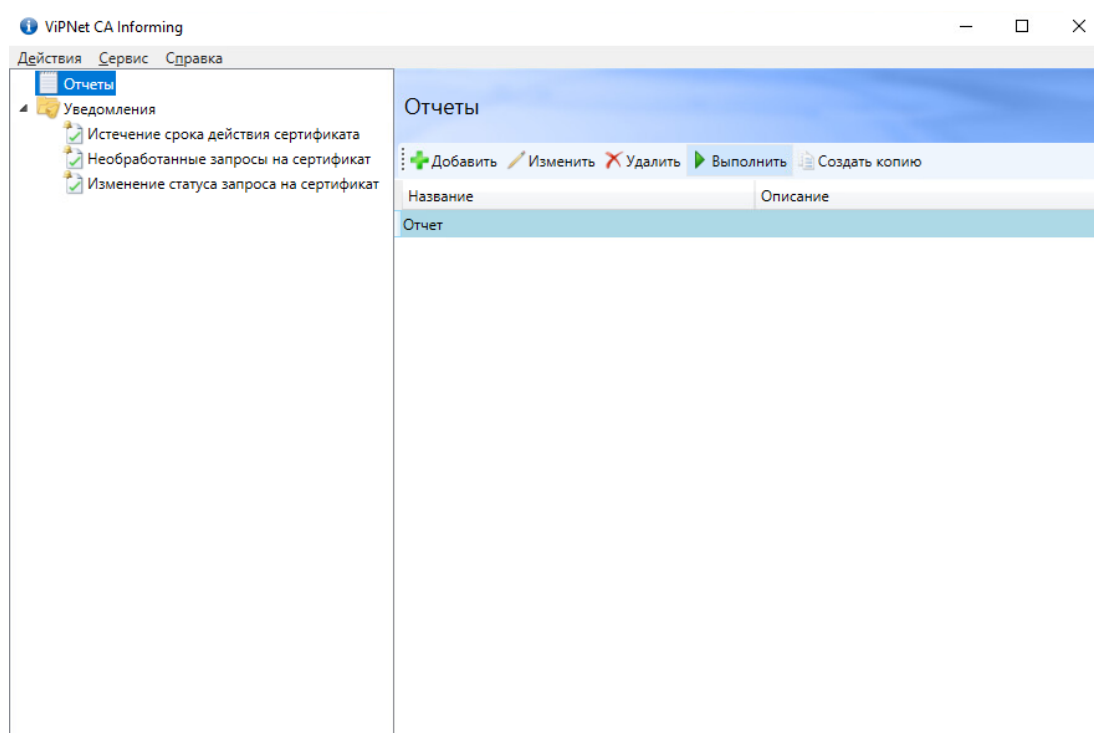 ViPNet CA Informing
Действия Сервис Справка
Отчеты
Уведомления
Истечение срока действия сертификата
Необработанные запросы на сертификат
Изменение статуса запроса на сертификат
Отчеты
Добавить Изменить Удалить Выполнить Создать копию
Название Описание
Отчет